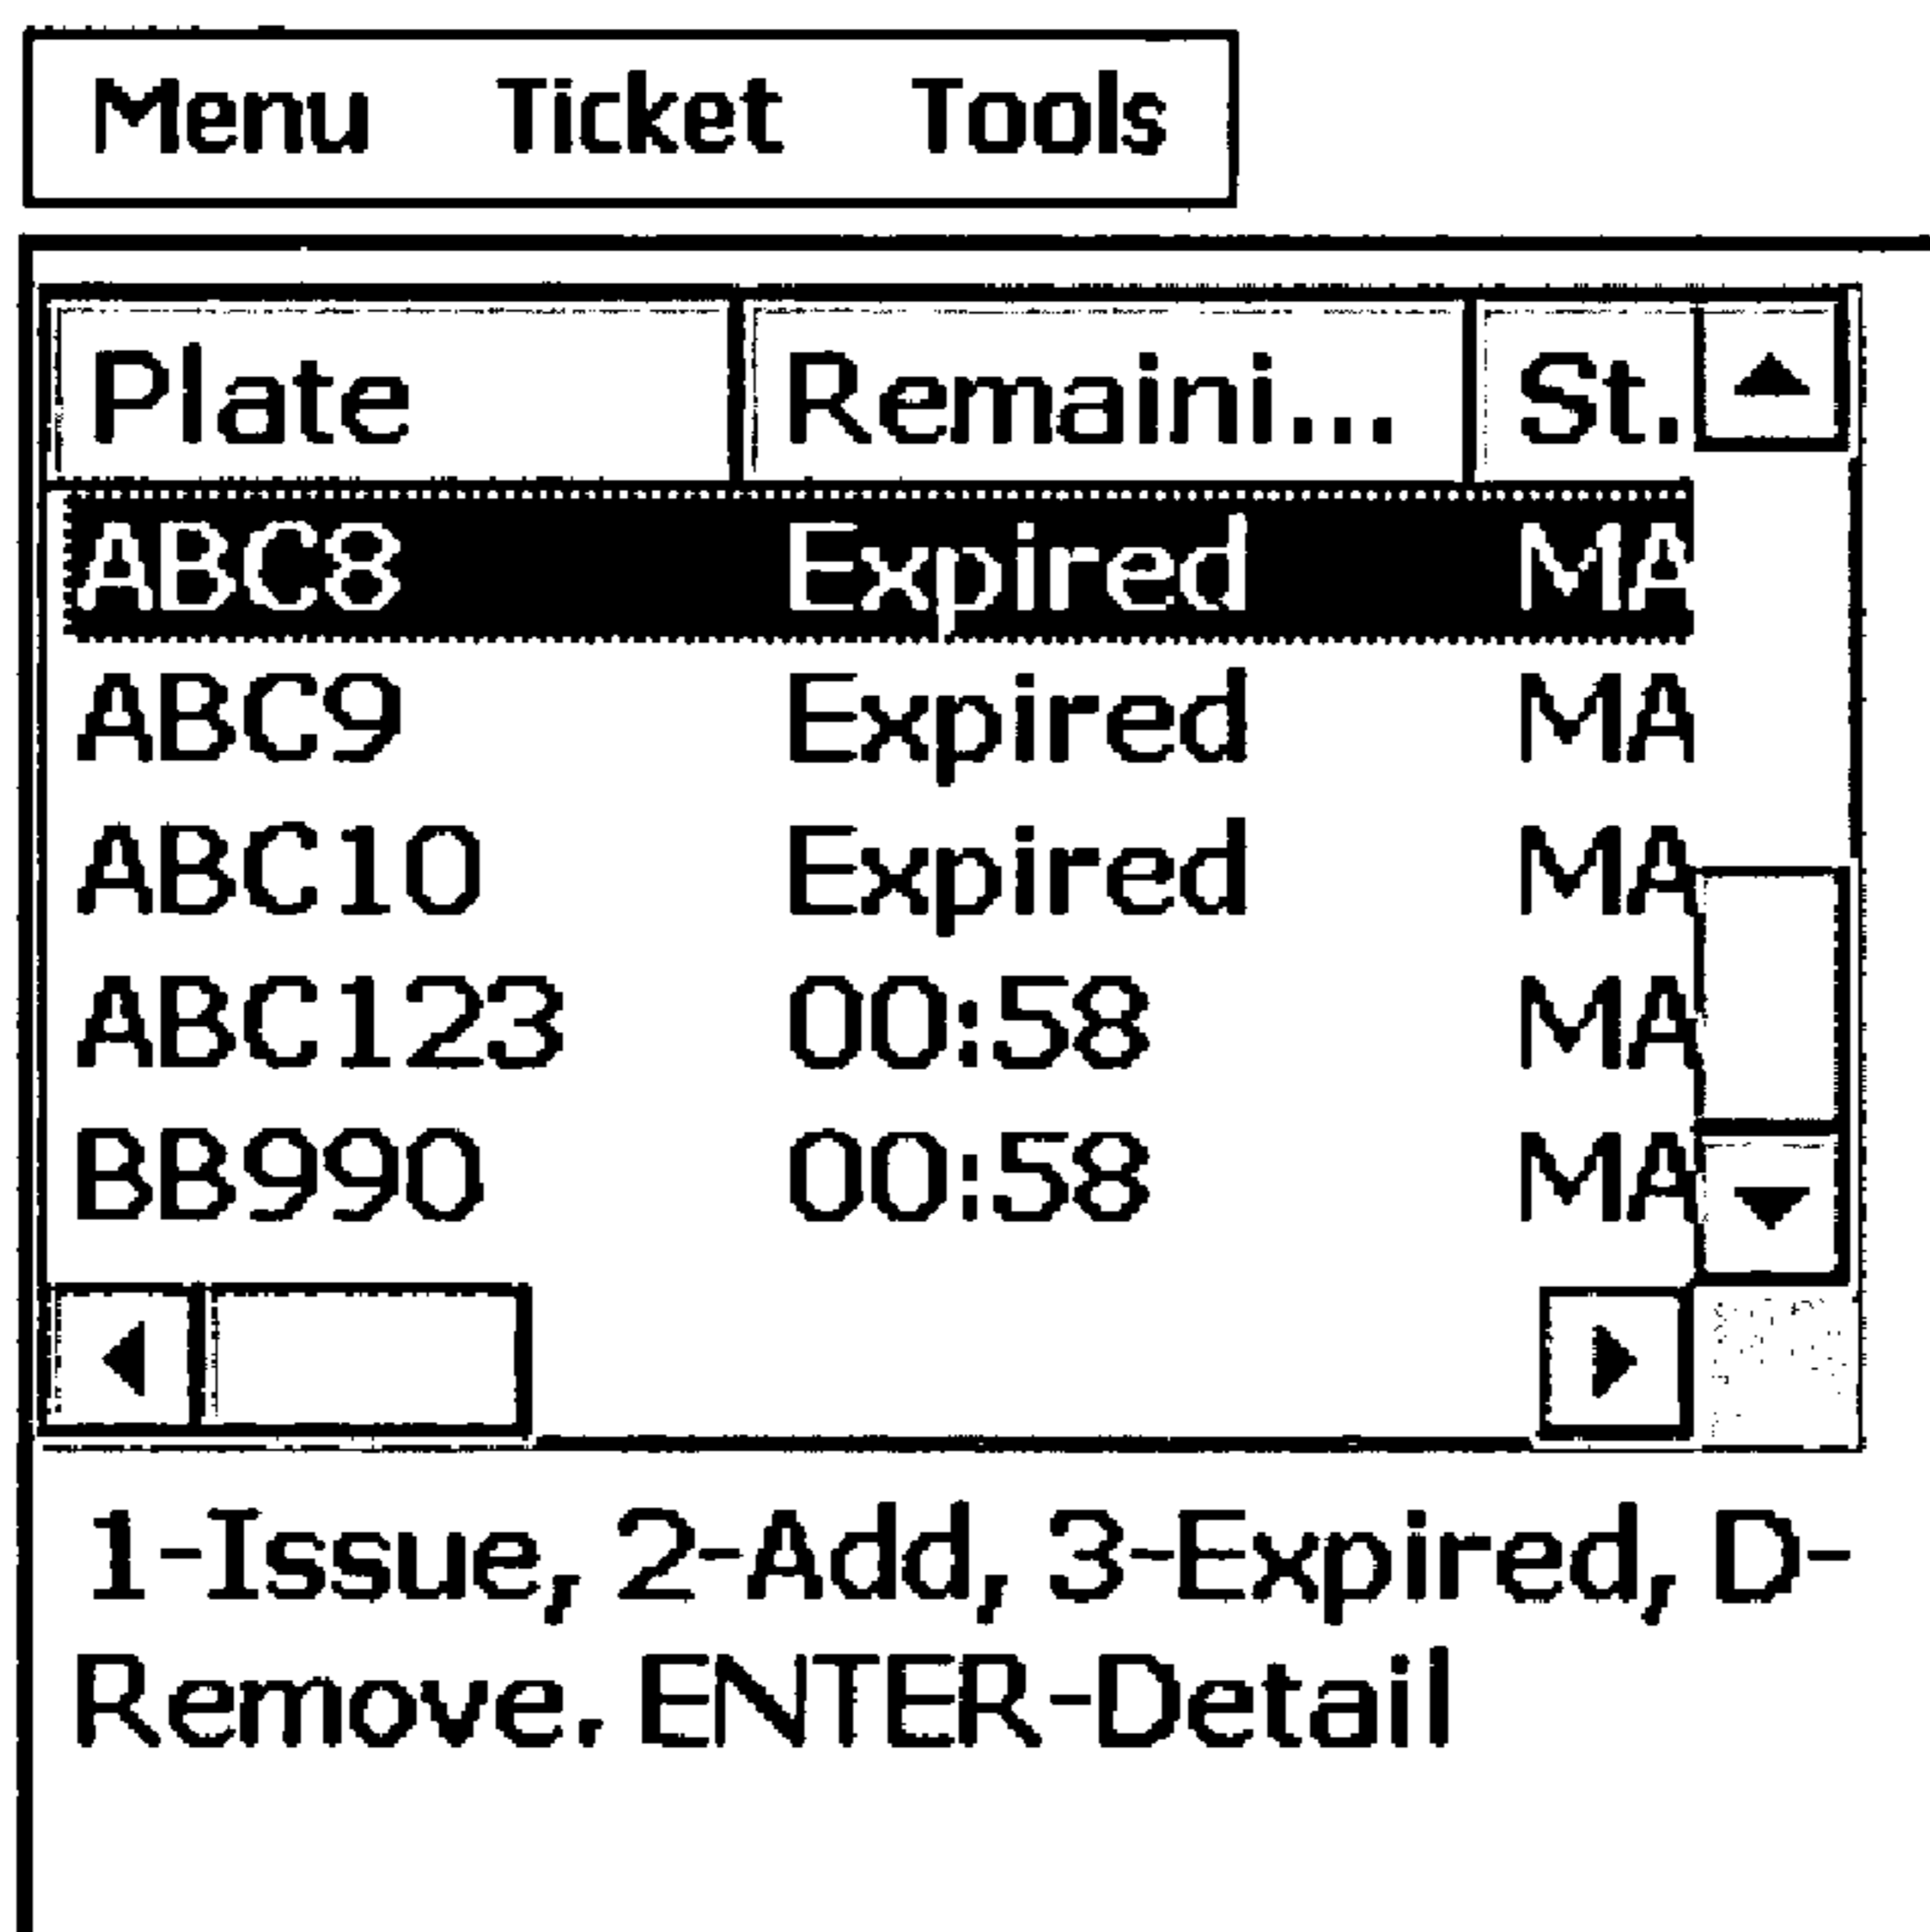 Menu Ticket Tools
Plate Remaini... St.
ABC8 Expired MA
ABC9 Expired MA
ABC10 Expired MA
ABC123 00:58 MA
BB990 00:58 MA
1-Issue, 2-Add, 3-Expired, D-
Remove, ENTER-Detail